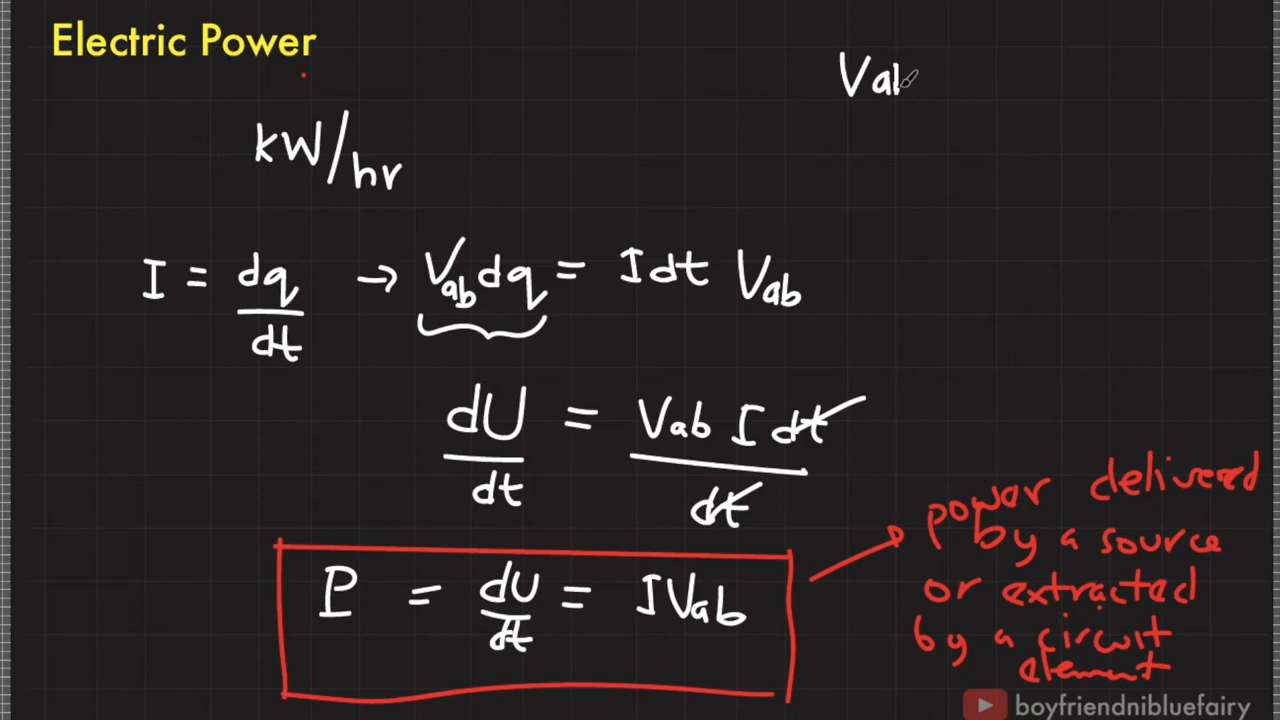 Electric Power
Vab
kW/hr
I = dq/dt → Vab dq = I dt Vab
dU/dt = Vab I dt/dt
P = dU/dt = I Vab
power delivered
by a source
or extracted
by a circuit
element
boyfriendnibluefairy